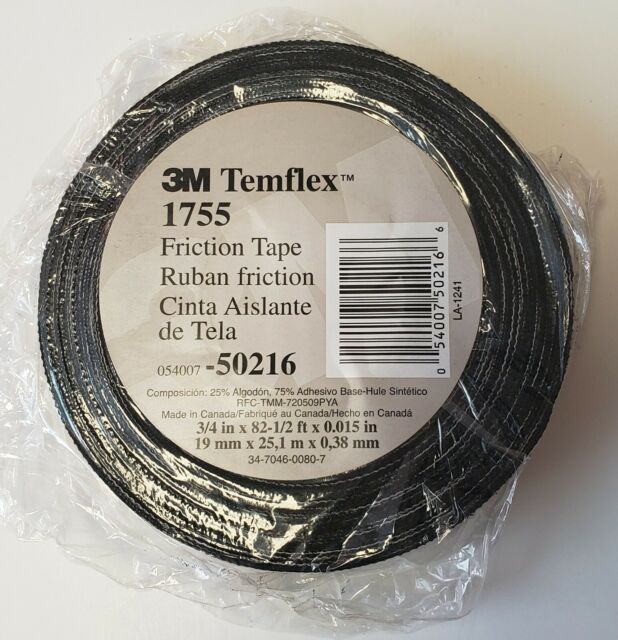 3M Temflex™
1755
Friction Tape
Ruban friction
Cinta Aislante
de Tela
054007 -50216
Composición: 25% Algodón, 75% Adhesivo Base-Hule Sintético
RFC-TMM-720509PYA
Made in Canada/Fabriqué au Canada/Hecho en Canadá
3/4 in x 82-1/2 ft x 0.015 in
19 mm x 25,1 m x 0,38 mm
34-7046-0080-7
0 54007 50216 6
LA-1241